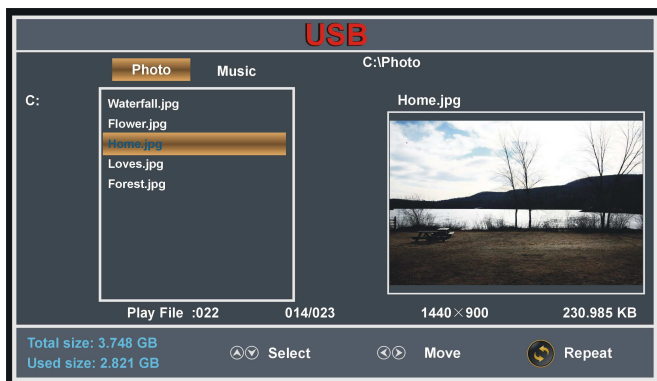 USB
Photo
Music
C:\Photo
C:
Waterfall.jpg
Flower.jpg
Home.jpg
Loves.jpg
Forest.jpg
Home.jpg
Play File :022
014/023
1440×900
230.985 KB
Total size: 3.748 GB
Used size: 2.821 GB
Select
Move
Repeat